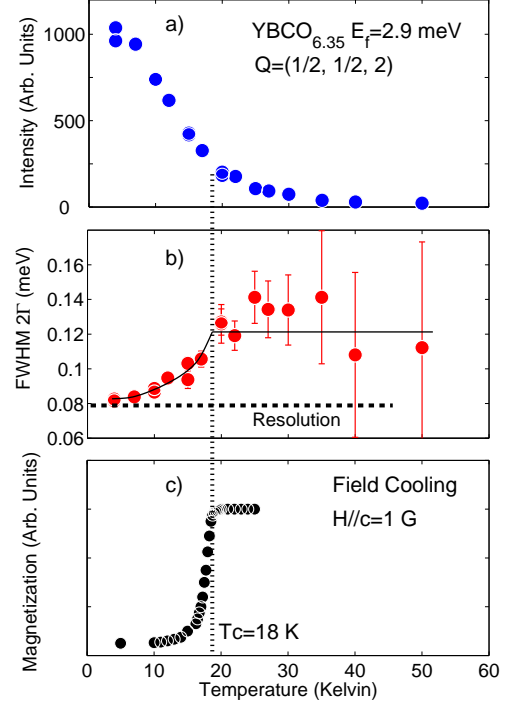 a)
YBCO6.35 Ef=2.9 meV
Q=(1/2, 1/2, 2)
Intensity (Arb. Units)
1000
500
0
b)
FWHM 2Γ (meV)
0.16
0.14
0.12
0.1
0.08
0.06
Resolution
c)
Field Cooling
H//c=1 G
Magnetization (Arb. Units)
Tc=18 K
0 10 20 30 40 50 60
Temperature (Kelvin)